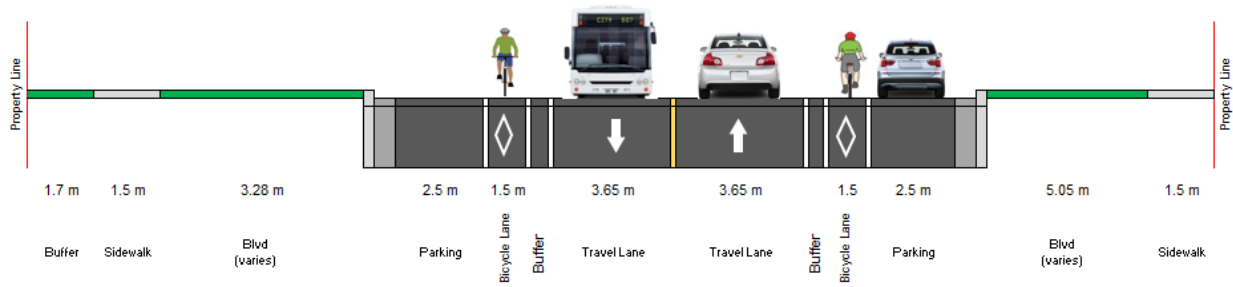 CITY 507
Property Line
Property Line
1.7 m 1.5 m 3.28 m 2.5 m 1.5 m 3.65 m 3.65 m 1.5 2.5 m 5.05 m 1.5 m
Buffer Sidewalk Blvd Parking Bicycle Lane Buffer Travel Lane Travel Lane Buffer Bicycle Lane Parking Blvd Sidewalk
(varies) (varies)